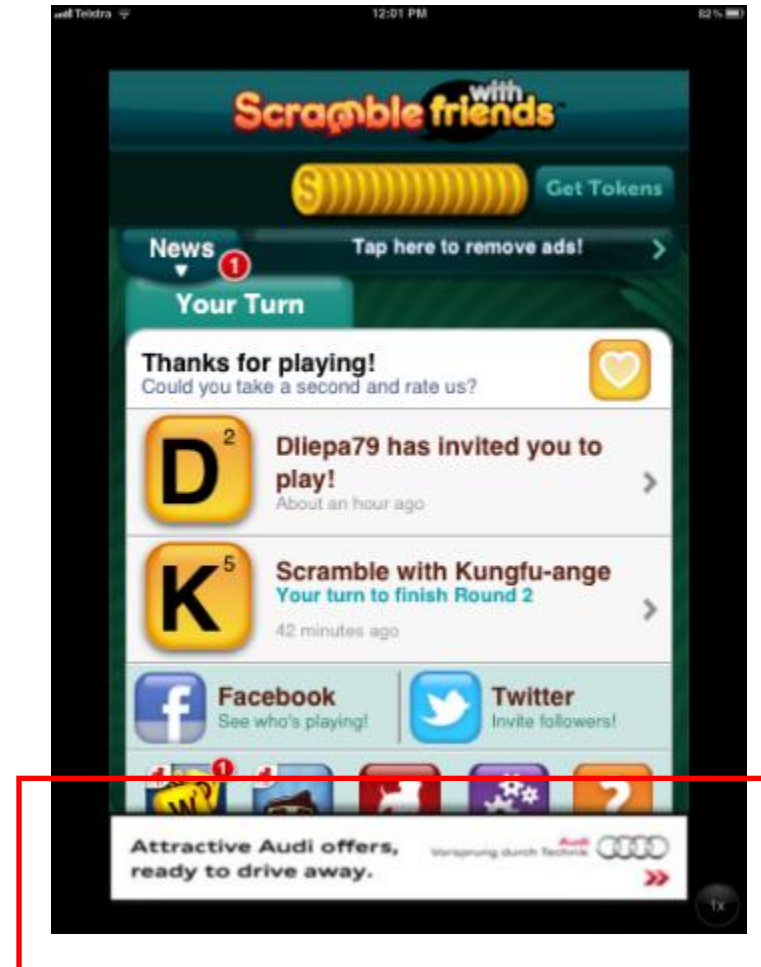 Telstra 12:01 PM 82%
Scramble with friends
S Get Tokens
News 1 Tap here to remove ads!
Your Turn
Thanks for playing!
Could you take a second and rate us?
D 2
Dliepa79 has invited you to
play!
About an hour ago
K 5
Scramble with Kungfu-ange
Your turn to finish Round 2
42 minutes ago
f Facebook
See who's playing!
Twitter
Invite followers!
W 1 ?
Attractive Audi offers,
ready to drive away.
Audi
Vorsprung durch Technik
1x